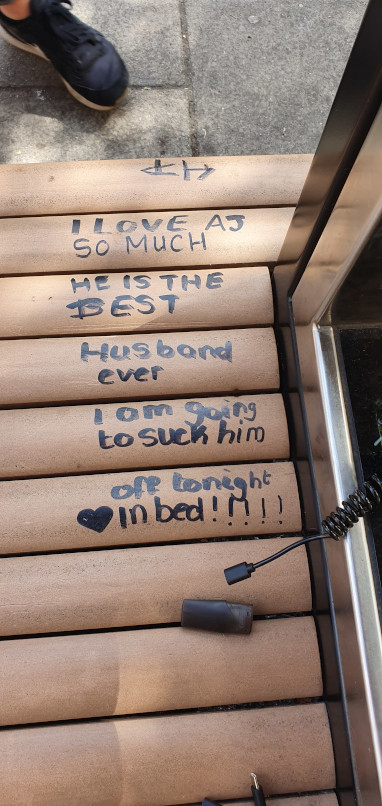 I LOVE AJ
SO MUCH
HE IS THE
BEST
Husband
ever
I am going
to suck him
off tonight
♥ in bed!!!!!